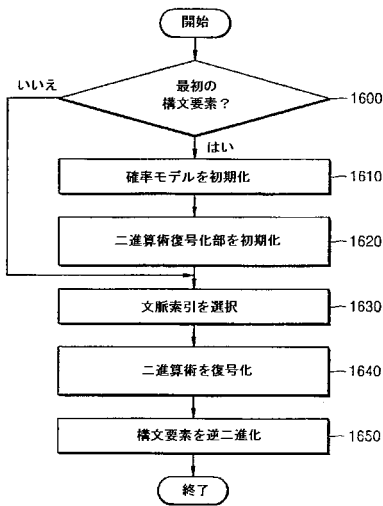 開始
最初の
構文要素？
1600
いいえ
はい
確率モデルを初期化
1610
二進算術復号化部を初期化
1620
文脈索引を選択
1630
二進算術を復号化
1640
構文要素を逆二進化
1650
終了